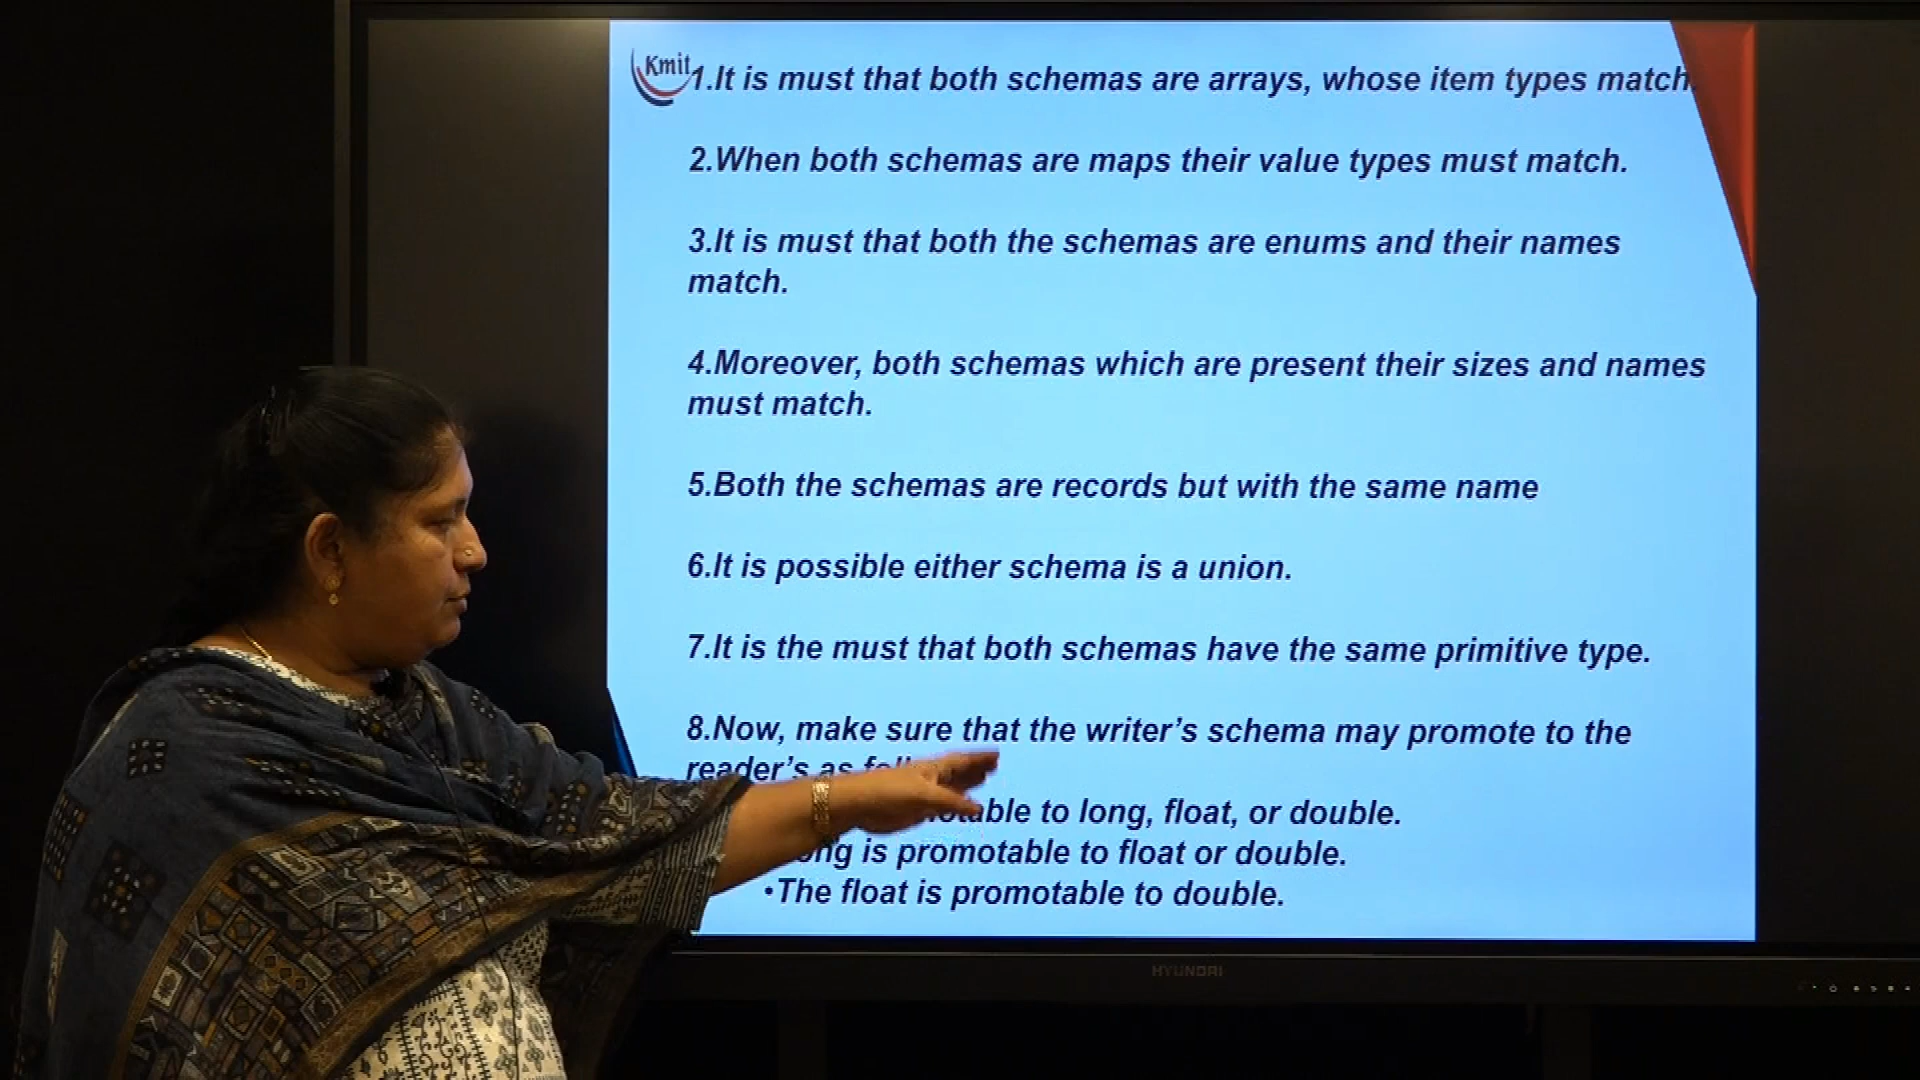 Kmit
1.It is must that both schemas are arrays, whose item types match.
2.When both schemas are maps their value types must match.
3.It is must that both the schemas are enums and their names
match.
4.Moreover, both schemas which are present their sizes and names
must match.
5.Both the schemas are records but with the same name
6.It is possible either schema is a union.
7.It is the must that both schemas have the same primitive type.
8.Now, make sure that the writer's schema may promote to the
reader's as
to long, float, or double.
is promotable to float or double.
•The float is promotable to double.
HYUNDAI